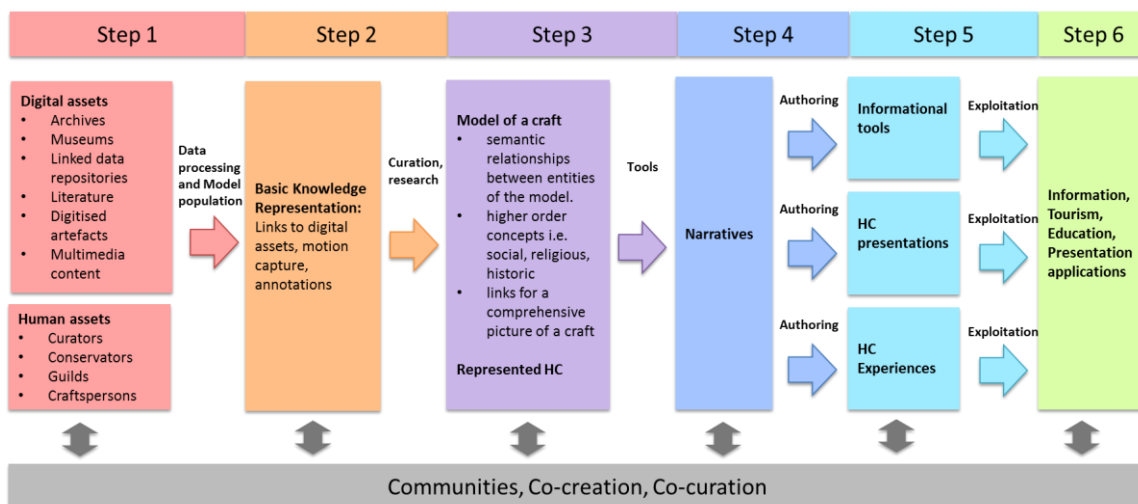 Step 1
Step 2
Step 3
Step 4
Step 5
Step 6
Digital assets
• Archives
• Museums
• Linked data
repositories
• Literature
• Digitised
artefacts
• Multimedia
content
Human assets
• Curators
• Conservators
• Guilds
• Craftspersons
Data
processing
and Model
population
Basic Knowledge
Representation:
Links to digital
assets, motion
capture,
annotations
Curation,
research
Model of a craft
• semantic
relationships
between entities
of the model.
• higher order
concepts i.e.
social, religious,
historic
• links for a
comprehensive
picture of a craft
Represented HC
Tools
Narratives
Authoring
Authoring
Authoring
Informational
tools
HC
presentations
HC
Experiences
Exploitation
Exploitation
Exploitation
Information,
Tourism,
Education,
Presentation
applications
Communities, Co-creation, Co-curation